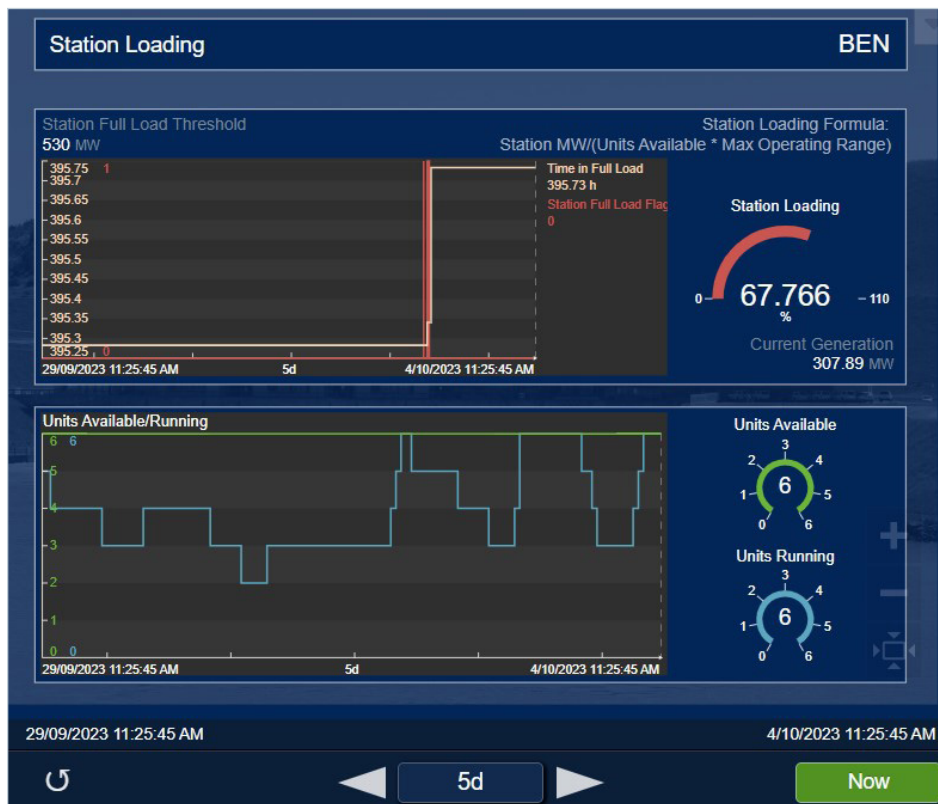 Station Loading BEN
Station Full Load Threshold
530 MW
Station Loading Formula:
Station MW/(Units Available * Max Operating Range)
395.75 1
395.7
395.65
395.6
395.55
395.5
395.45
395.4
395.35
395.3
395.25 0
29/09/2023 11:25:45 AM 5d 4/10/2023 11:25:45 AM
Time in Full Load
395.73 h
Station Full Load Flag
0
Station Loading
0 67.766 110
%
Current Generation
307.89 MW
Units Available/Running
6 6
5
4
3
2
1
0 0
29/09/2023 11:25:45 AM 5d 4/10/2023 11:25:45 AM
Units Available
3
2 4
1 6 5
0 6
Units Running
3
2 4
1 6 5
0 6
29/09/2023 11:25:45 AM 4/10/2023 11:25:45 AM
5d Now